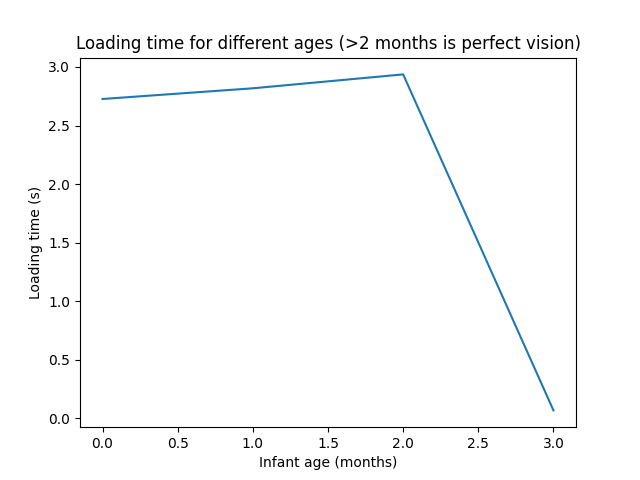 Loading time for different ages (>2 months is perfect vision)
3.0
2.5
2.0
1.5
1.0
0.5
0.0
Loading time (s)
0.0 0.5 1.0 1.5 2.0 2.5 3.0
Infant age (months)